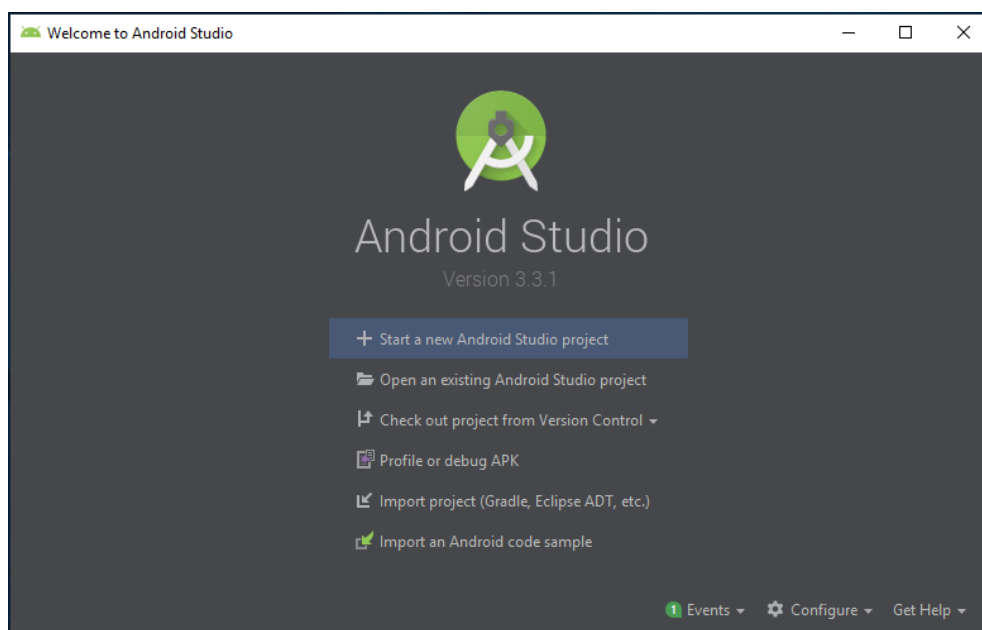 Welcome to Android Studio
Android Studio
Version 3.3.1
Start a new Android Studio project
Open an existing Android Studio project
Check out project from Version Control
Profile or debug APK
Import project (Gradle, Eclipse ADT, etc.)
Import an Android code sample
1 Events Configure Get Help